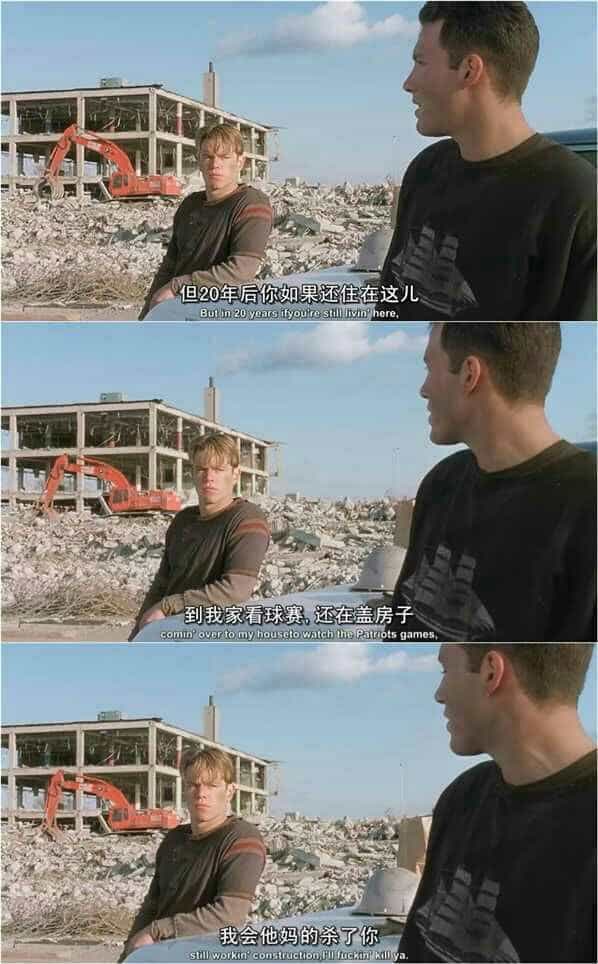 但20年后你如果还住在这儿
But in 20 years ifyou're still livin' here,
到我家看球赛,还在盖房子
comin' over to my houseto watch the Patriots games,
我会他妈的杀了你
still workin' construction,I'll fuckin' kill ya.